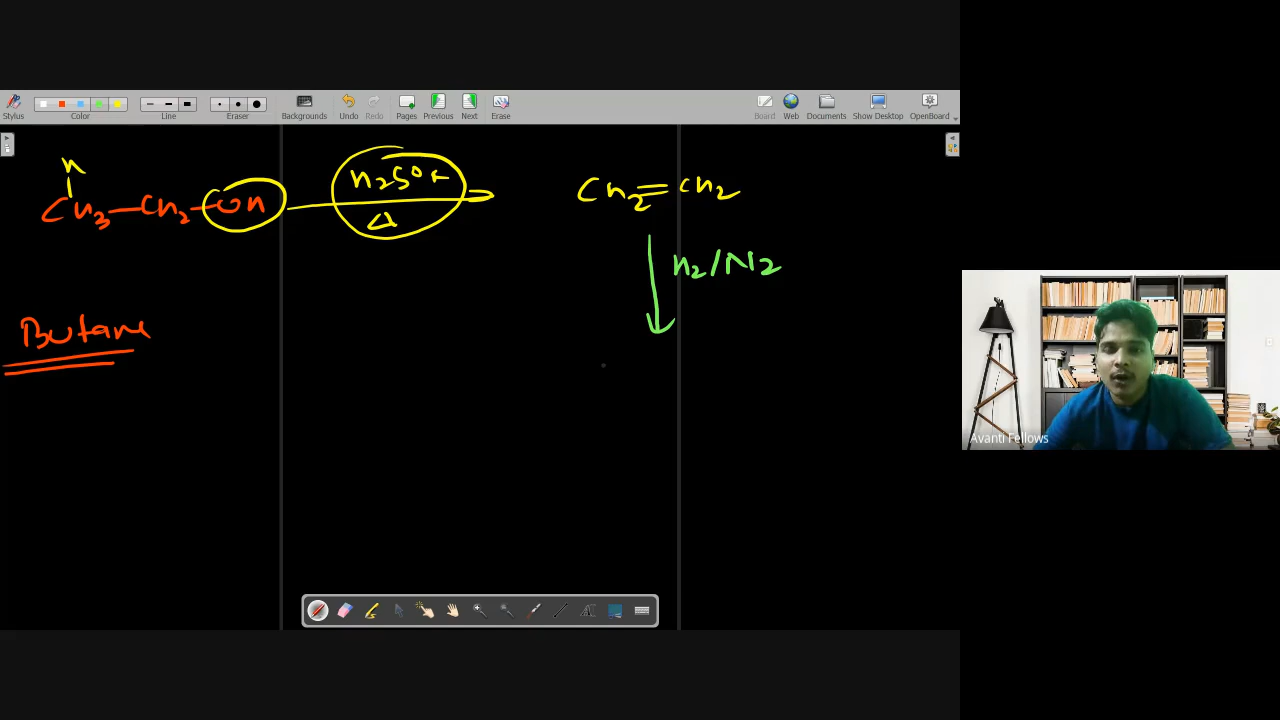 Stylus Color Line Eraser Backgrounds Undo Redo Pages Previous Next Erase Board Web Documents Show Desktop OpenBoard
H
CH3—CH2—OH
H2SO4
Δ
CH2=CH2
H2/N2
Butane
Avanti Fellows